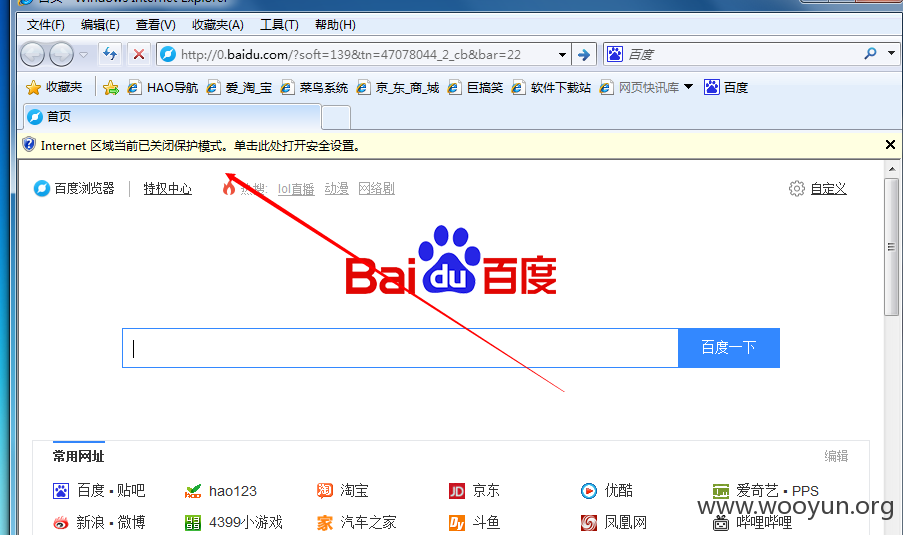 首页 - Windows Internet Explorer
文件(F) 编辑(E) 查看(V) 收藏夹(A) 工具(T) 帮助(H)
http://0.baidu.com/?soft=139&tn=47078044_2_cb&bar=22 百度
收藏夹 HAO导航 爱_淘_宝 菜鸟系统 京_东_商_城 巨搞笑 软件下载站 网页快讯库 百度
首页
Internet 区域当前已关闭保护模式。单击此处打开安全设置。
百度浏览器 特权中心 热搜: lol直播 动漫 网络剧 自定义
Bai du 百度
百度一下
常用网址 编辑
百度 · 贴吧 hao123 淘宝 京东 优酷 爱奇艺 · PPS
新浪 · 微博 4399小游戏 汽车之家 斗鱼 凤凰网 哔哩哔哩
www.wooyun.org